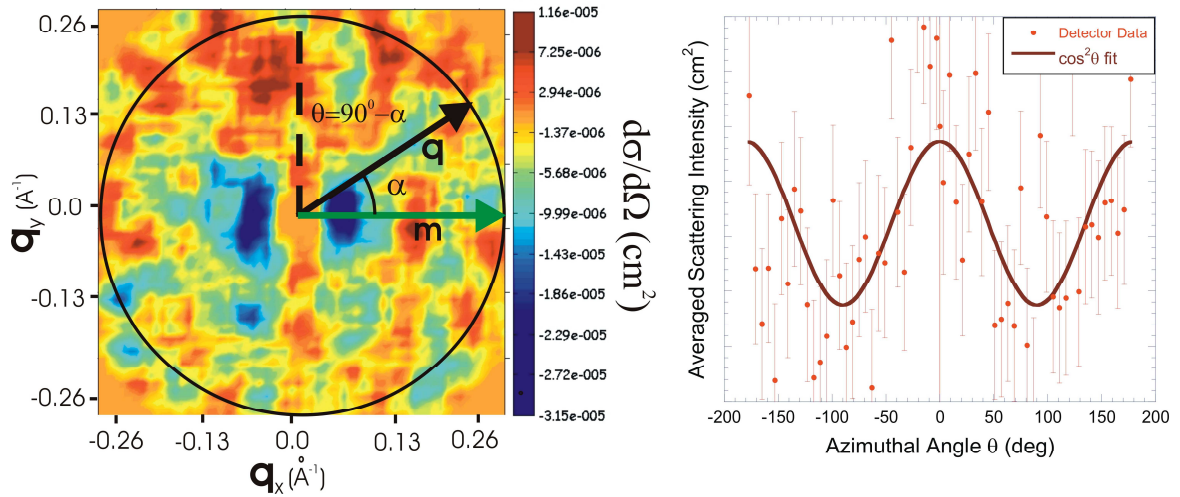 0.26
0.13
0.0
-0.13
-0.26
q_y (A⁻¹)
-0.26
-0.13
0.0
0.13
0.26
q_x (Å⁻¹)
θ=90⁰-α
q
α
m
1.16e-005
7.25e-006
2.94e-006
-1.37e-006
-5.68e-006
-9.99e-006
-1.43e-005
-1.86e-005
-2.29e-005
-2.72e-005
-3.15e-005
dσ/dΩ (cm²)
Averaged Scattering Intensity (cm²)
Detector Data
cos²θ fit
-200
-150
-100
-50
0
50
100
150
200
Azimuthal Angle θ (deg)